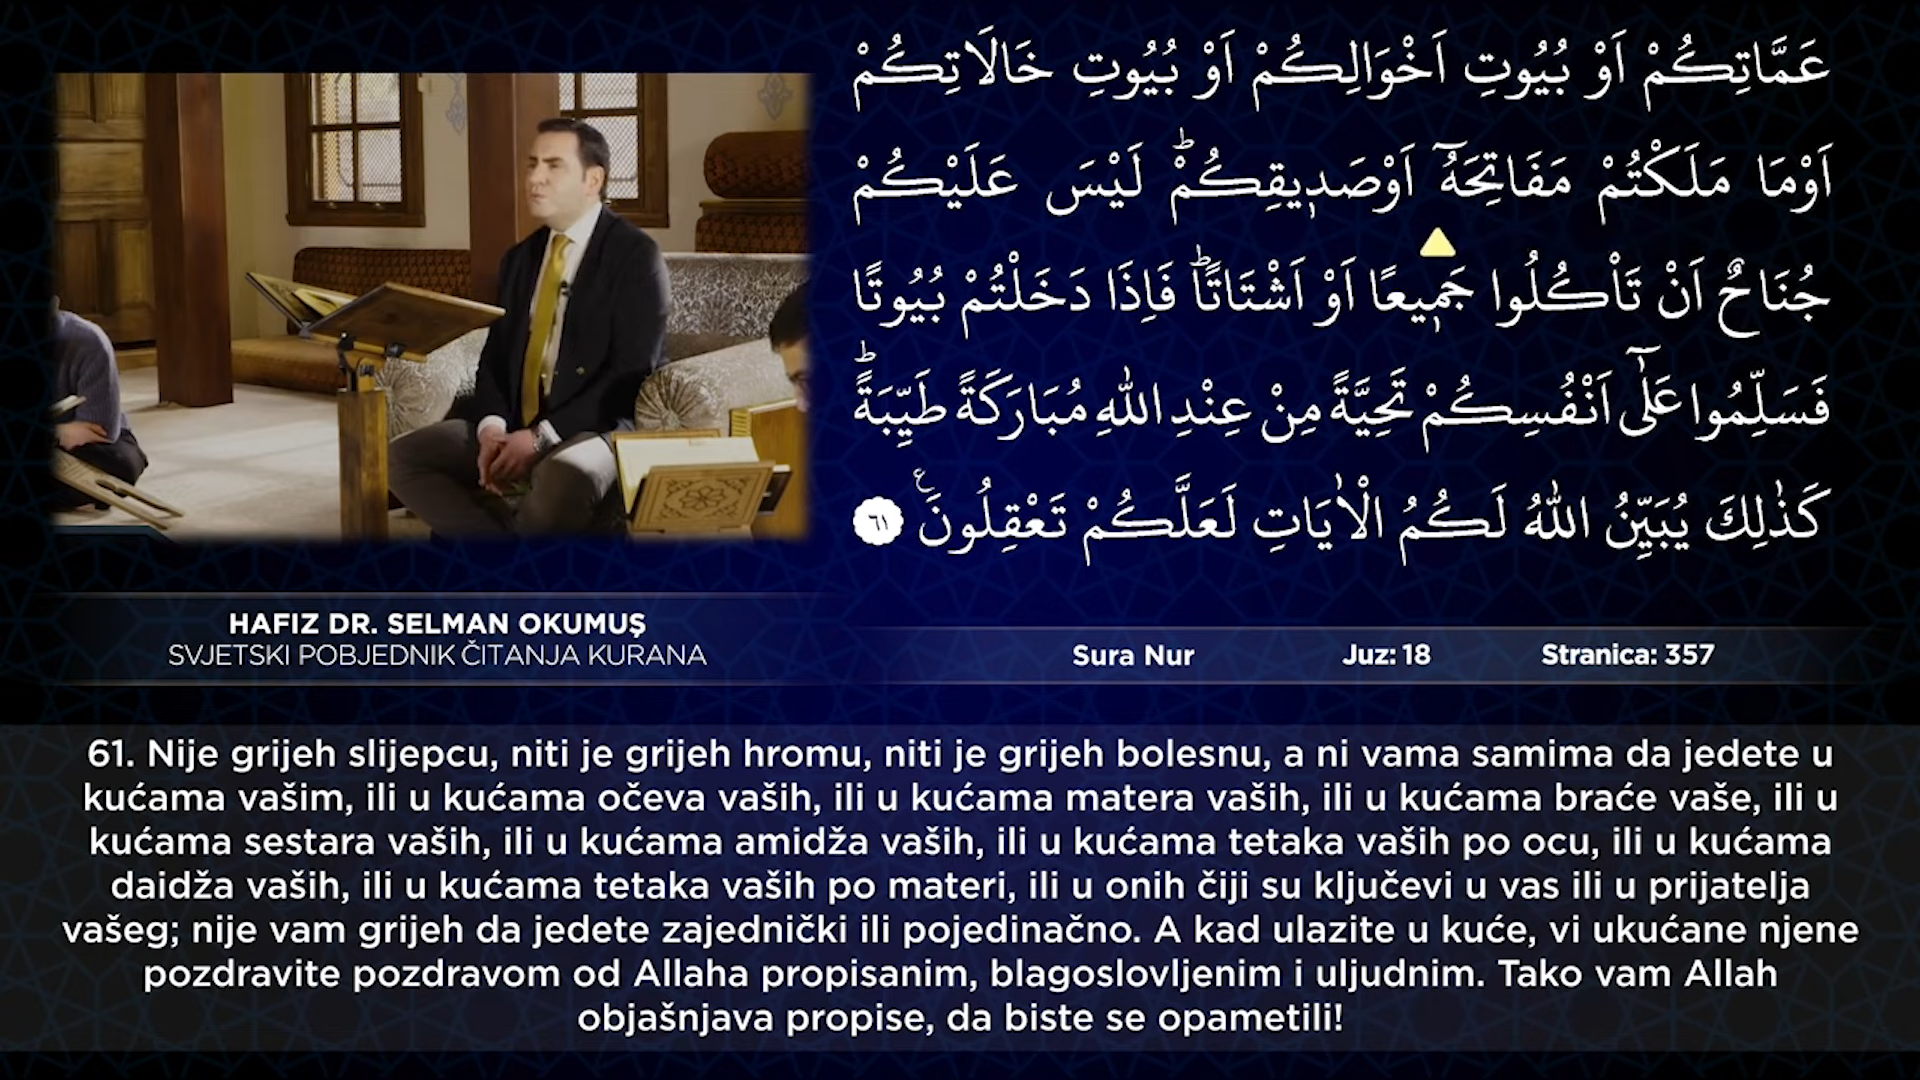 عَمَّاتِكُمْ اَوْ بُيُوتِ اَخْوَالِكُمْ اَوْ بُيُوتِ خَالَاتِكُمْ
اَوْمَا مَلَكْتُمْ مَفَاتِحَهُٓ اَوْصَد۪يقِكُمْۜ لَيْسَ عَلَيْكُمْ
جُنَاحٌ اَنْ تَأْكُلُوا جَم۪يعًا اَوْ اَشْتَاتًاۜ فَاِذَا دَخَلْتُمْ بُيُوتًا
فَسَلِّمُوا عَلٰٓى اَنْفُسِكُمْ تَحِيَّةً مِنْ عِنْدِ اللّٰهِ مُبَارَكَةً طَيِّبَةًۜ
كَذٰلِكَ يُبَيِّنُ اللّٰهُ لَكُمُ الْاٰيَاتِ لَعَلَّكُمْ تَعْقِلُونَ ع ٦١
HAFIZ DR. SELMAN OKUMUŞ
SVJETSKI POBJEDNIK ČITANJA KURANA
Sura Nur Juz: 18 Stranica: 357
61. Nije grijeh slijepcu, niti je grijeh hromu, niti je grijeh bolesnu, a ni vama samima da jedete u
kućama vašim, ili u kućama očeva vaših, ili u kućama matera vaših, ili u kućama braće vaše, ili u
kućama sestara vaših, ili u kućama amidža vaših, ili u kućama tetaka vaših po ocu, ili u kućama
daidža vaših, ili u kućama tetaka vaših po materi, ili u onih čiji su ključevi u vas ili u prijatelja
vašeg; nije vam grijeh da jedete zajednički ili pojedinačno. A kad ulazite u kuće, vi ukućane njene
pozdravite pozdravom od Allaha propisanim, blagoslovljenim i uljudnim. Tako vam Allah
objašnjava propise, da biste se opametili!